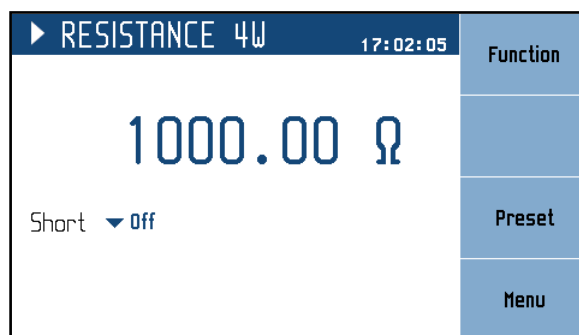 RESISTANCE 4W 17:02:05
Function
1000.00 Ω
Short Off
Preset
Menu